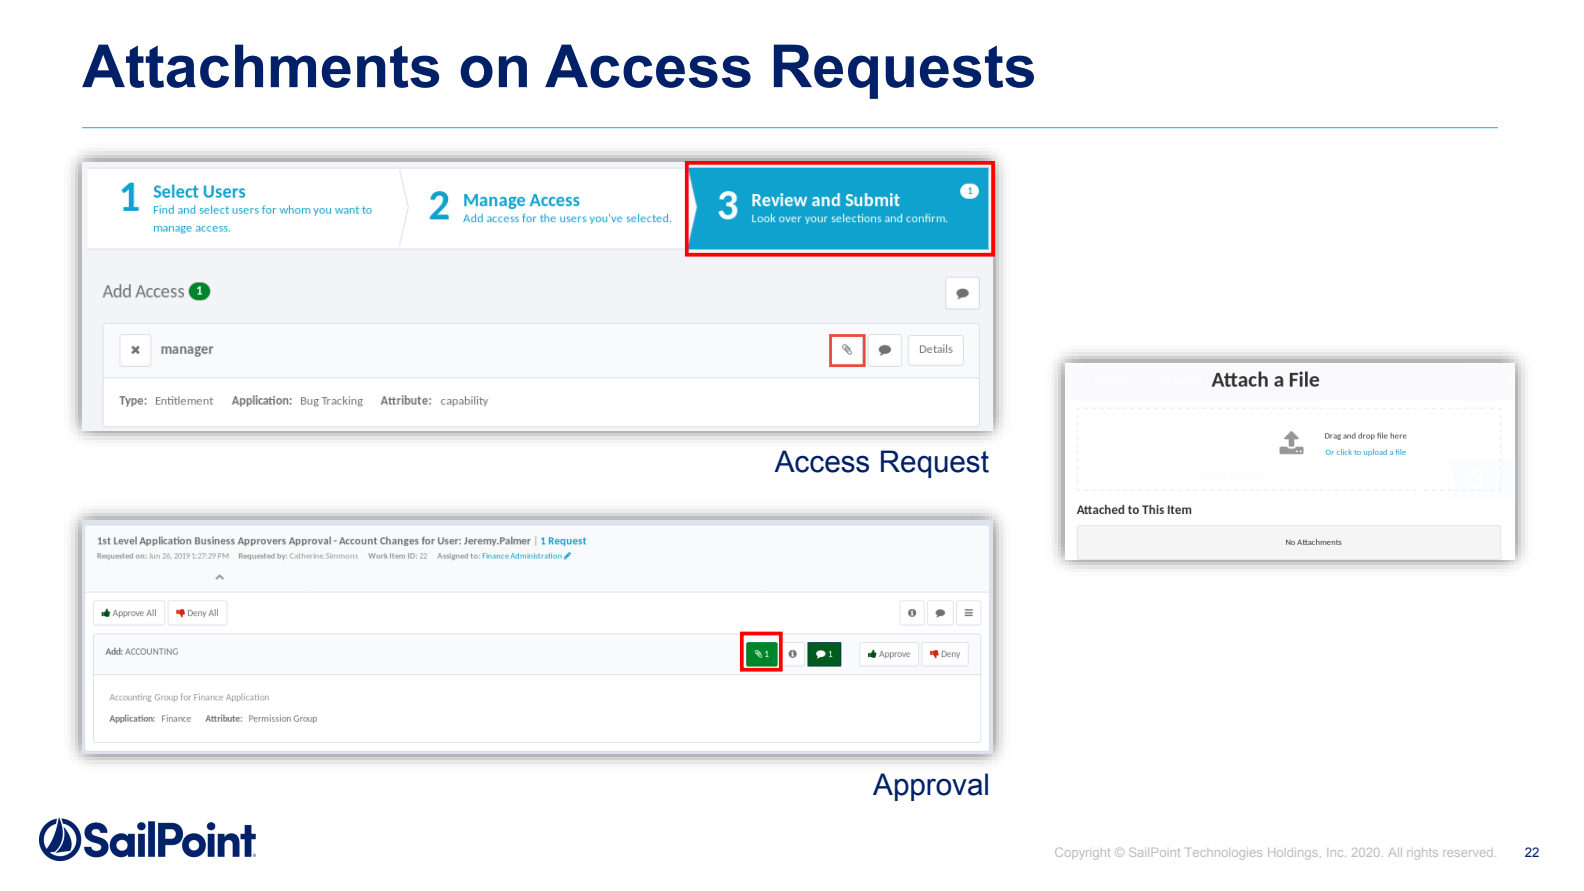 Attachments on Access Requests
1 Select Users
Find and select users for whom you want to
manage access.
2 Manage Access
Add access for the users you've selected.
3 Review and Submit 1
Look over your selections and confirm.
Add Access 1
manager Details
Type: Entitlement Application: Bug Tracking Attribute: capability
Access Request
Attach a File
Drag and drop file here
Or click to upload a file
Attached to This Item
No Attachments
1st Level Application Business Approvers Approval - Account Changes for User: Jeremy.Palmer | 1 Request
Requested on: Jun 26, 2019 1:27:29 PM Requested by: Catherine.Simmons Work Item ID: 22 Assigned to: Finance Administration
Approve All Deny All
Add: ACCOUNTING 1 1 Approve Deny
Accounting Group for Finance Application
Application: Finance Attribute: Permission Group
Approval
SailPoint
Copyright © SailPoint Technologies Holdings, Inc. 2020. All rights reserved. 22